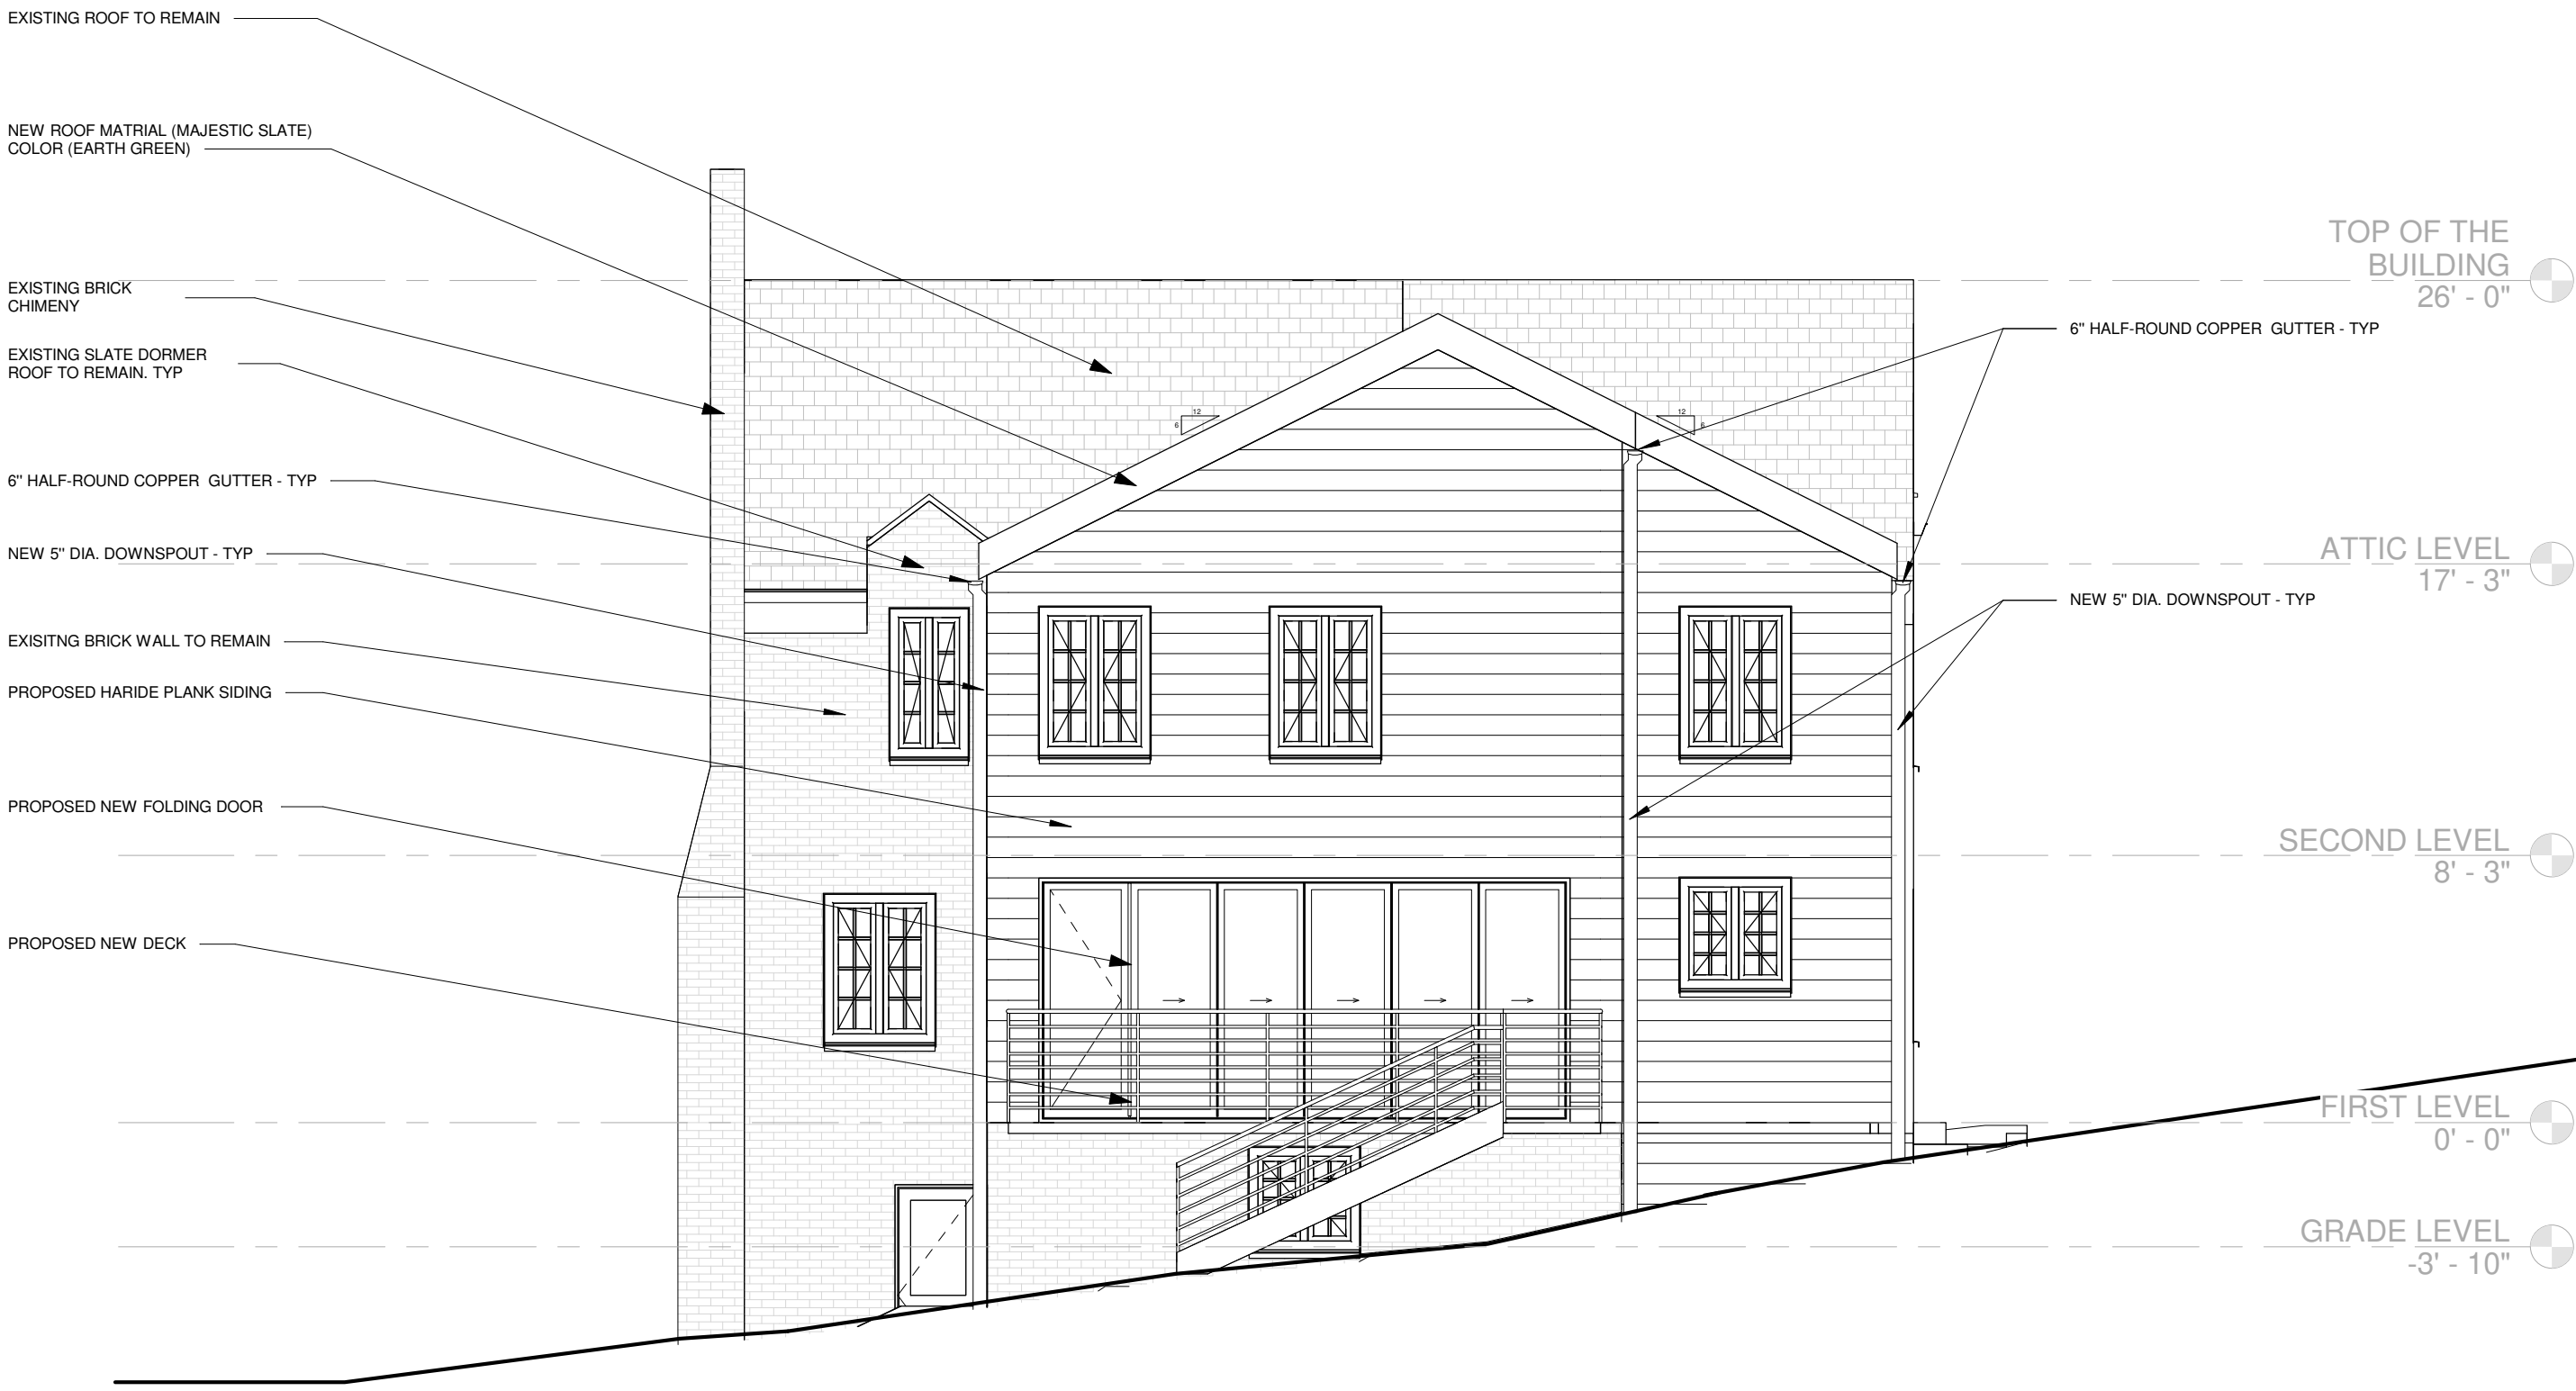 EXISTING ROOF TO REMAIN
NEW ROOF MATRIAL (MAJESTIC SLATE)
COLOR (EARTH GREEN)
EXISTING BRICK
CHIMENY
EXISTING SLATE DORMER
ROOF TO REMAIN. TYP
6" HALF-ROUND COPPER GUTTER - TYP
NEW 5" DIA. DOWNSPOUT - TYP
EXISITNG BRICK WALL TO REMAIN
PROPOSED HARIDE PLANK SIDING
PROPOSED NEW FOLDING DOOR
PROPOSED NEW DECK
12
6
12
6
TOP OF THE
BUILDING
26' - 0"
6" HALF-ROUND COPPER GUTTER - TYP
ATTIC LEVEL
17' - 3"
NEW 5" DIA. DOWNSPOUT - TYP
SECOND LEVEL
8' - 3"
FIRST LEVEL
0' - 0"
GRADE LEVEL
-3' - 10"